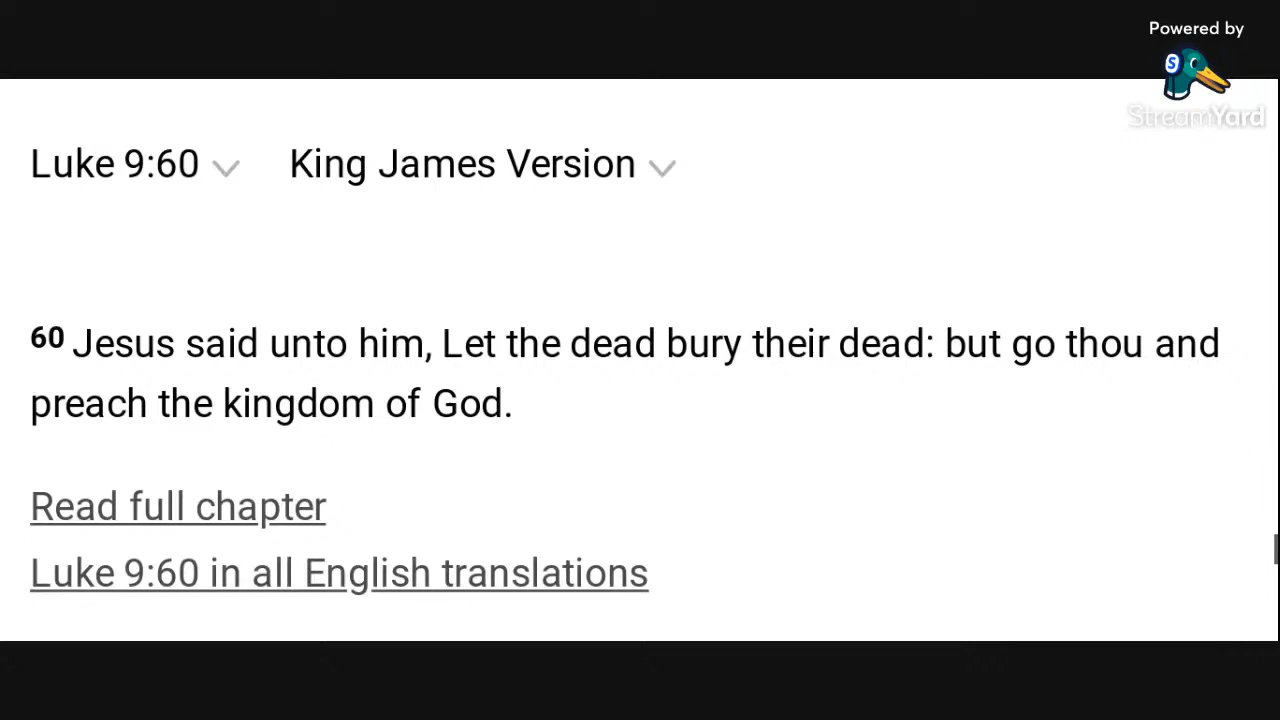 Powered by
S
StreamYard
Luke 9:60 King James Version
60 Jesus said unto him, Let the dead bury their dead: but go thou and
preach the kingdom of God.
Read full chapter
Luke 9:60 in all English translations